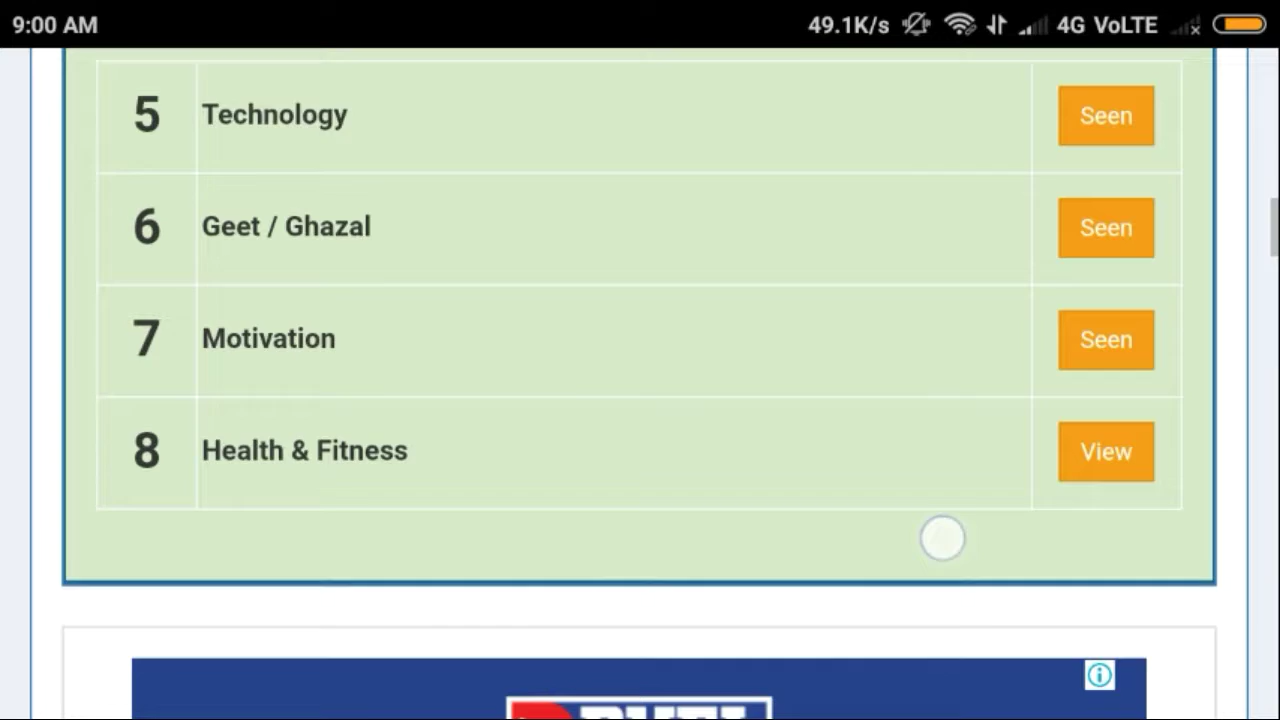 9:00 AM 49.1K/s 4G VoLTE
5 Technology Seen
6 Geet / Ghazal Seen
7 Motivation Seen
8 Health & Fitness View